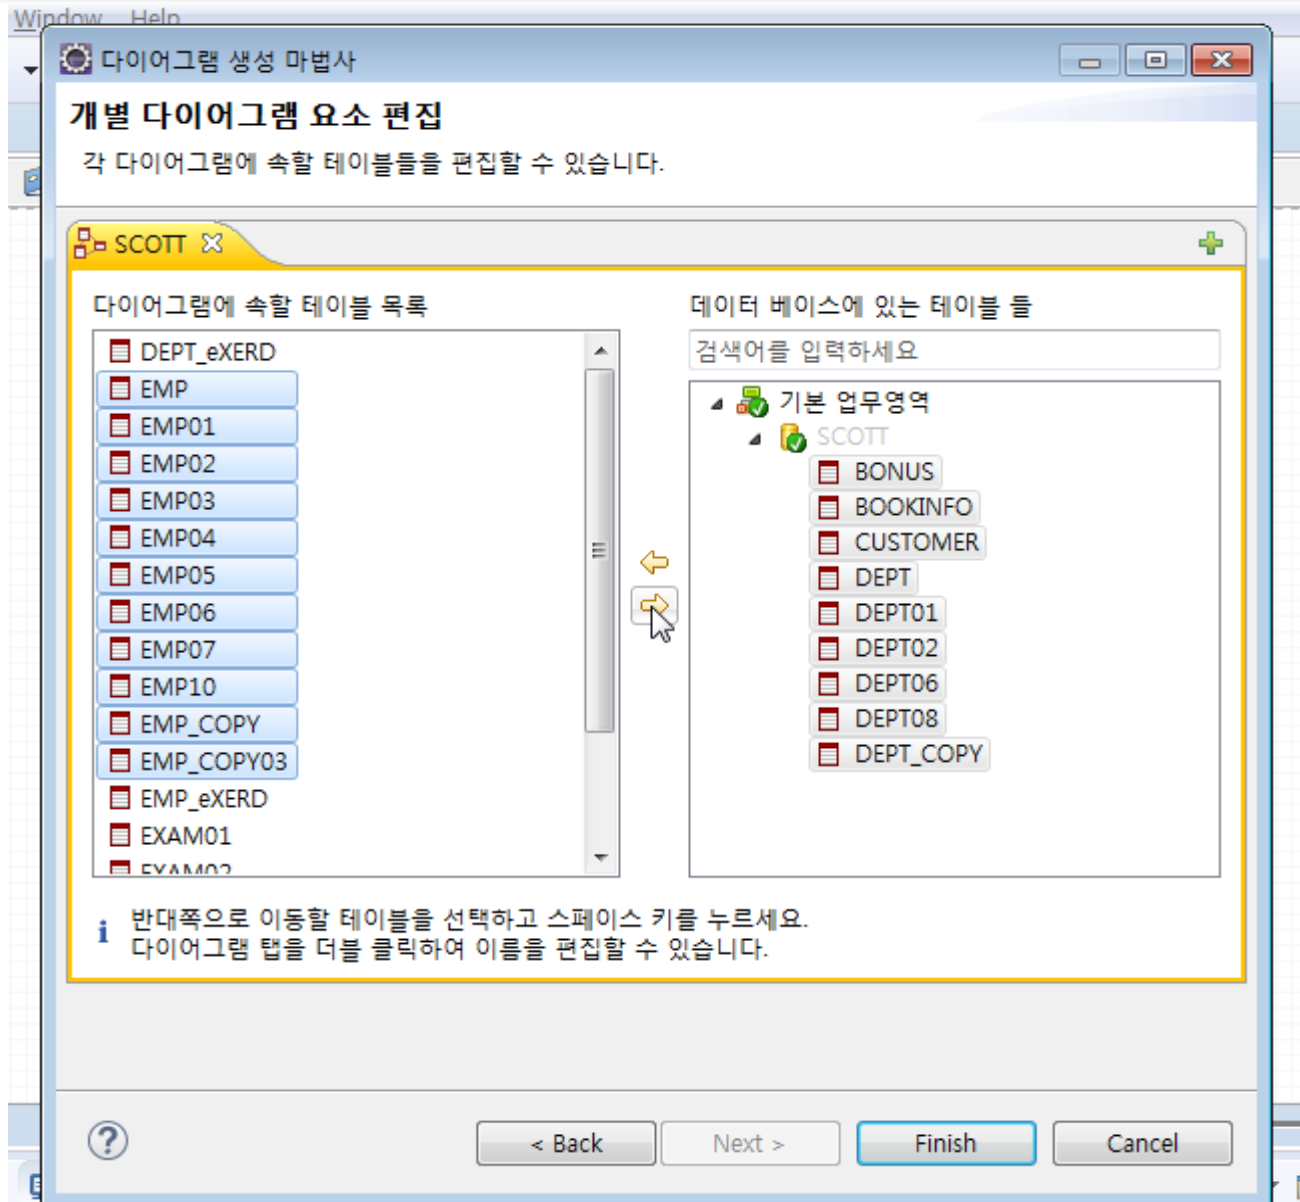 Window Help
다이어그램 생성 마법사
개별 다이어그램 요소 편집
각 다이어그램에 속할 테이블들을 편집할 수 있습니다.
SCOTT
다이어그램에 속할 테이블 목록
DEPT_eXERD
EMP
EMP01
EMP02
EMP03
EMP04
EMP05
EMP06
EMP07
EMP10
EMP_COPY
EMP_COPY03
EMP_eXERD
EXAM01
EXAM02
데이터 베이스에 있는 테이블 들
검색어를 입력하세요
기본 업무영역
SCOTT
BONUS
BOOKINFO
CUSTOMER
DEPT
DEPT01
DEPT02
DEPT06
DEPT08
DEPT_COPY
반대쪽으로 이동할 테이블을 선택하고 스페이스 키를 누르세요.
다이어그램 탭을 더블 클릭하여 이름을 편집할 수 있습니다.
< Back
Next >
Finish
Cancel